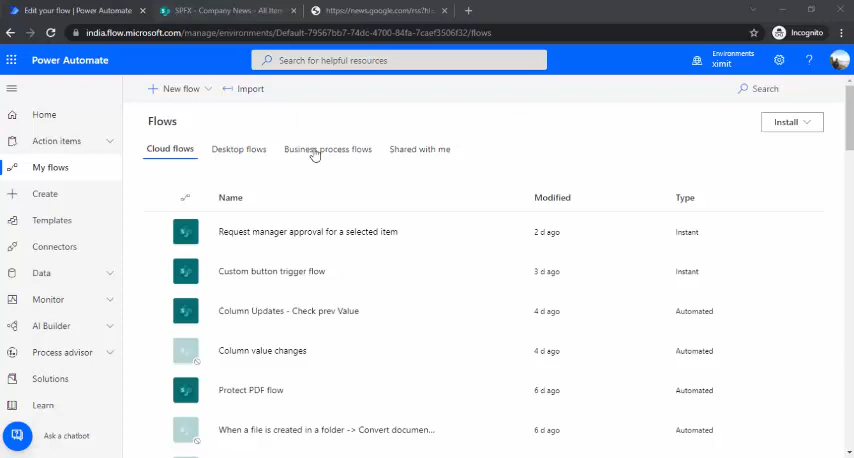 Edit your flow | Power Automate
SPFX - Company News - All Item
https://news.google.com/rss?hl=
india.flow.microsoft.com/manage/environments/Default-79567bb7-74dc-4700-84fa-7caef3506f32/flows
Incognito
Power Automate
Search for helpful resources
Environments
ximit
New flow
Import
Search
Home
Action items
My flows
Create
Templates
Connectors
Data
Monitor
AI Builder
Process advisor
Solutions
Learn
Ask a chatbot
Flows
Install
Cloud flows
Desktop flows
Business process flows
Shared with me
Name
Modified
Type
Request manager approval for a selected item
2 d ago
Instant
Custom button trigger flow
3 d ago
Instant
Column Updates - Check prev Value
4 d ago
Automated
Column value changes
4 d ago
Automated
Protect PDF flow
6 d ago
Automated
When a file is created in a folder -> Convert documen...
6 d ago
Automated